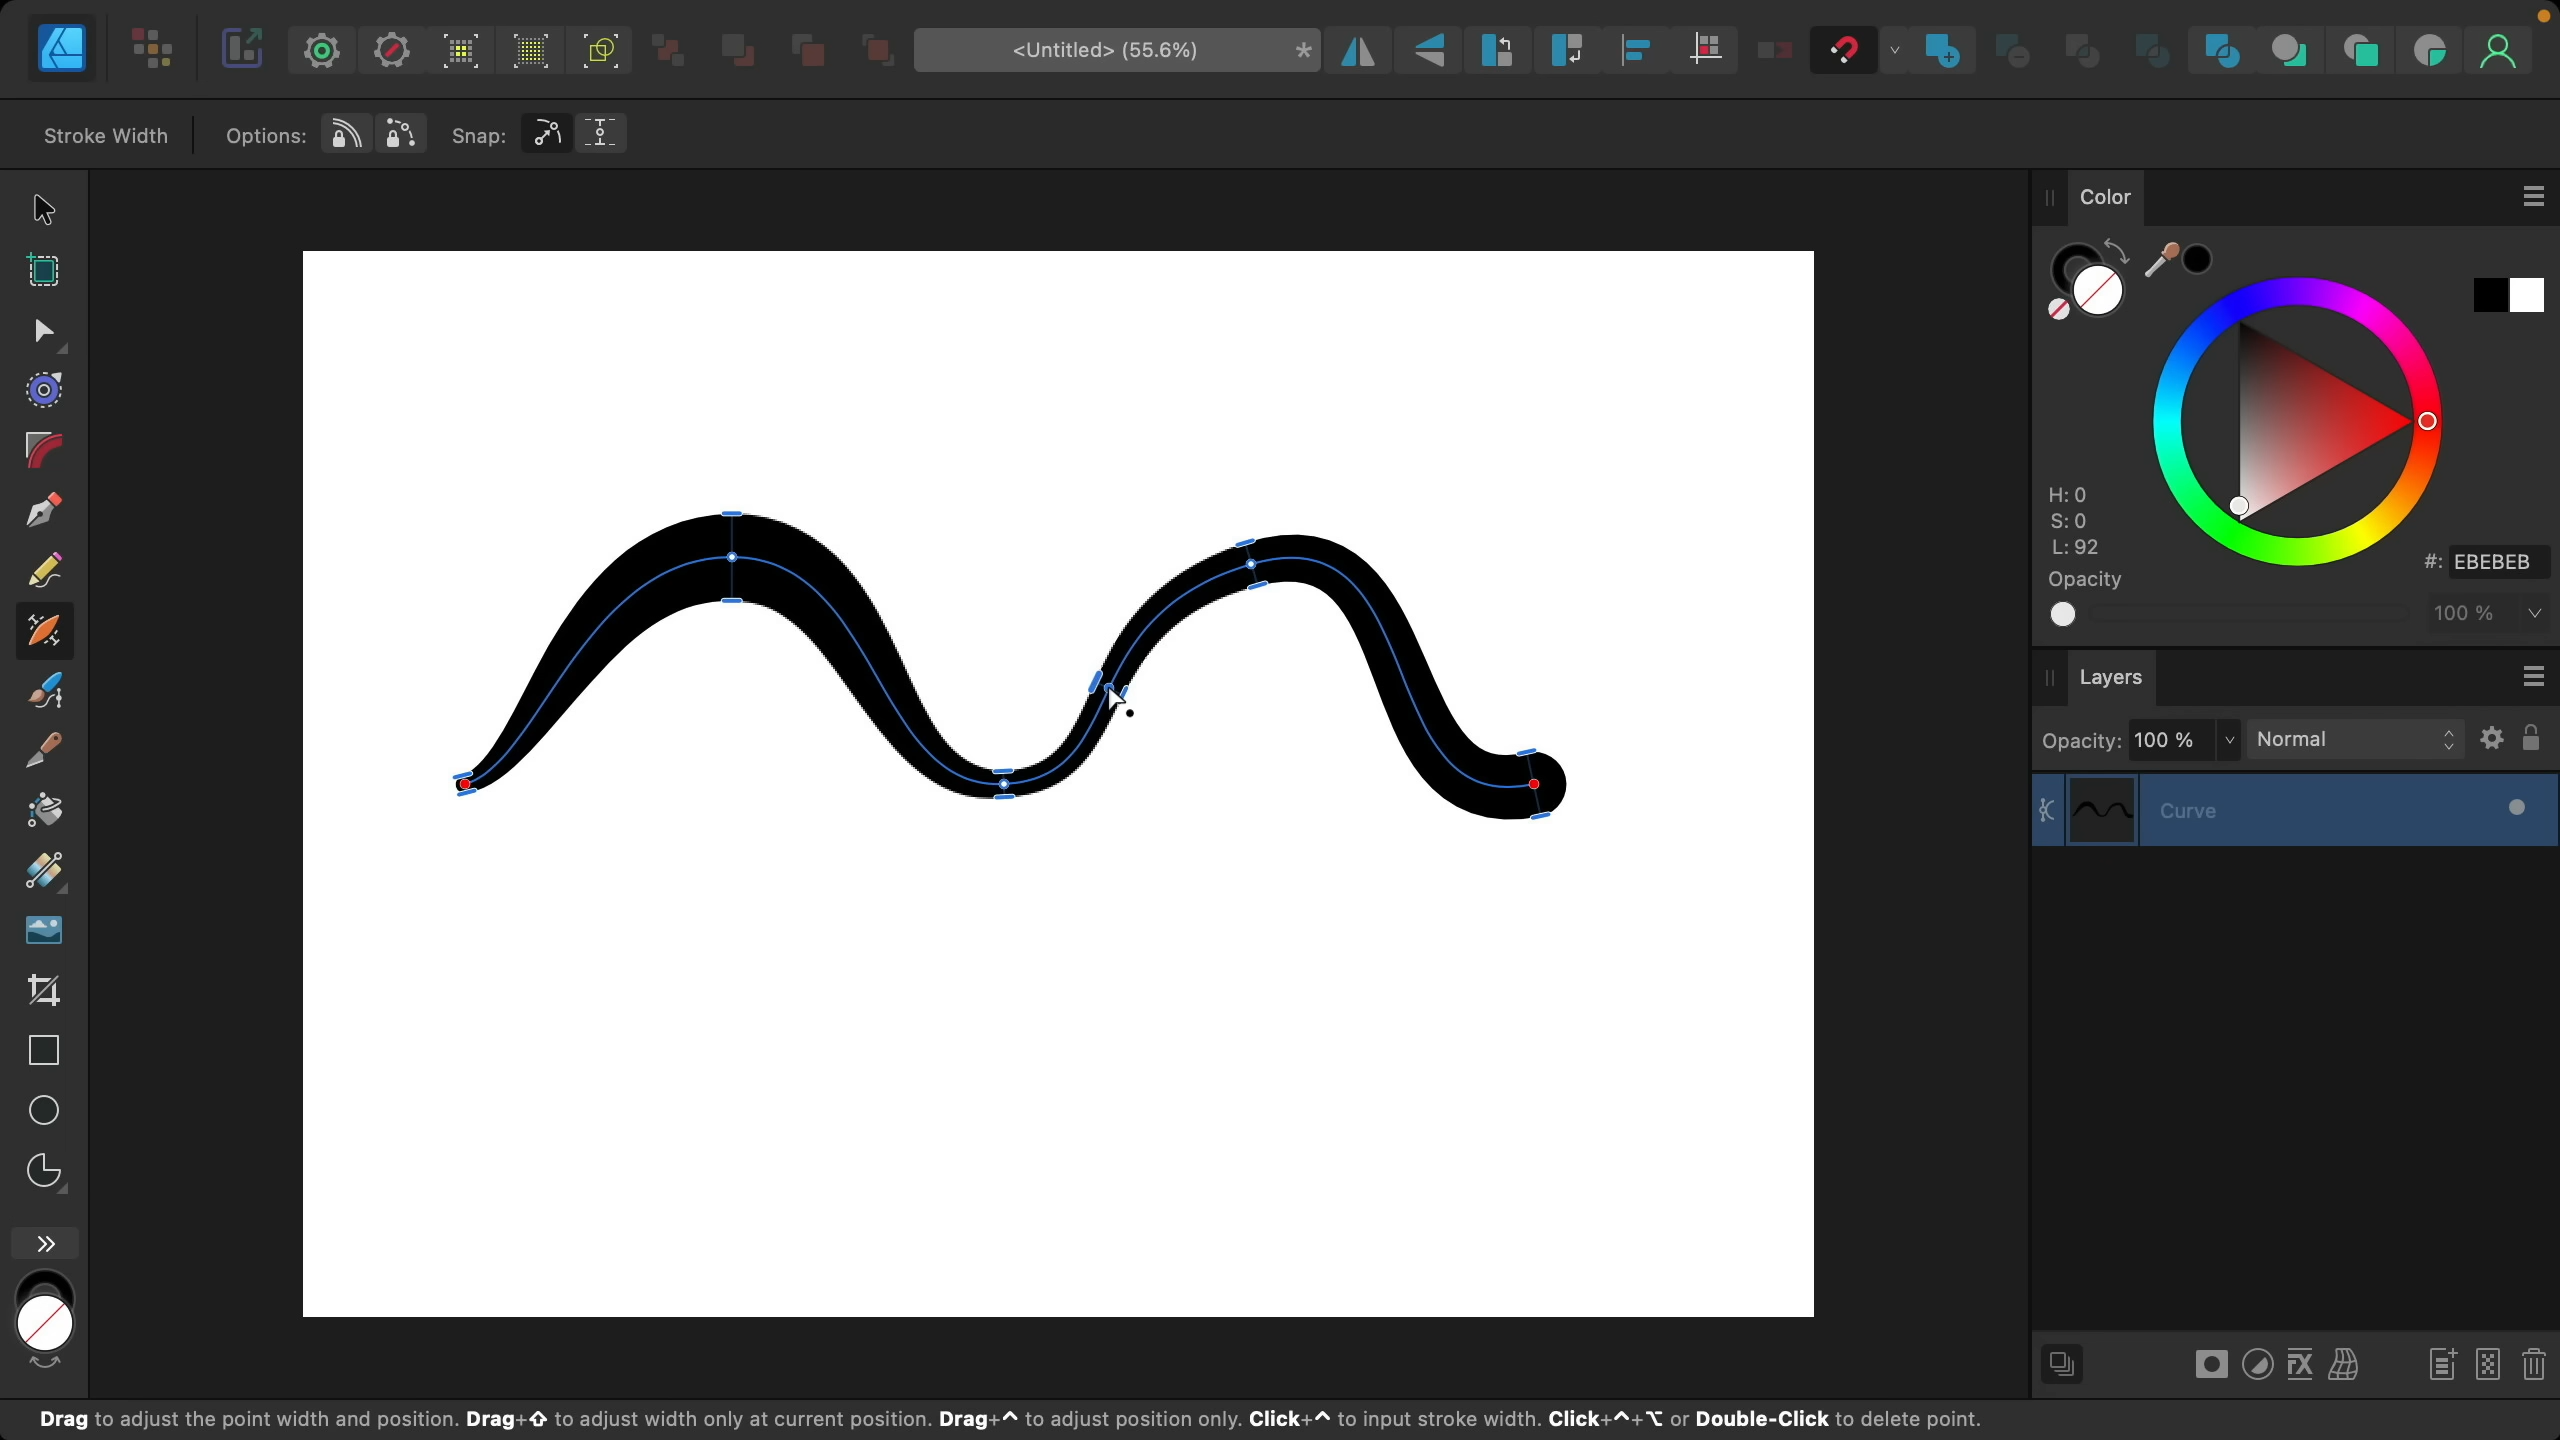 <Untitled> (55.6%) *
Stroke Width Options: Snap:
Color
H: 0
S: 0
L: 92
#: EBEBEB
Opacity
100 %
Layers
Opacity: 100 % Normal
Curve
FX
Drag to adjust the point width and position. Drag+⇧ to adjust width only at current position. Drag+^ to adjust position only. Click+^ to input stroke width. Click+^+⌥ or Double-Click to delete point.